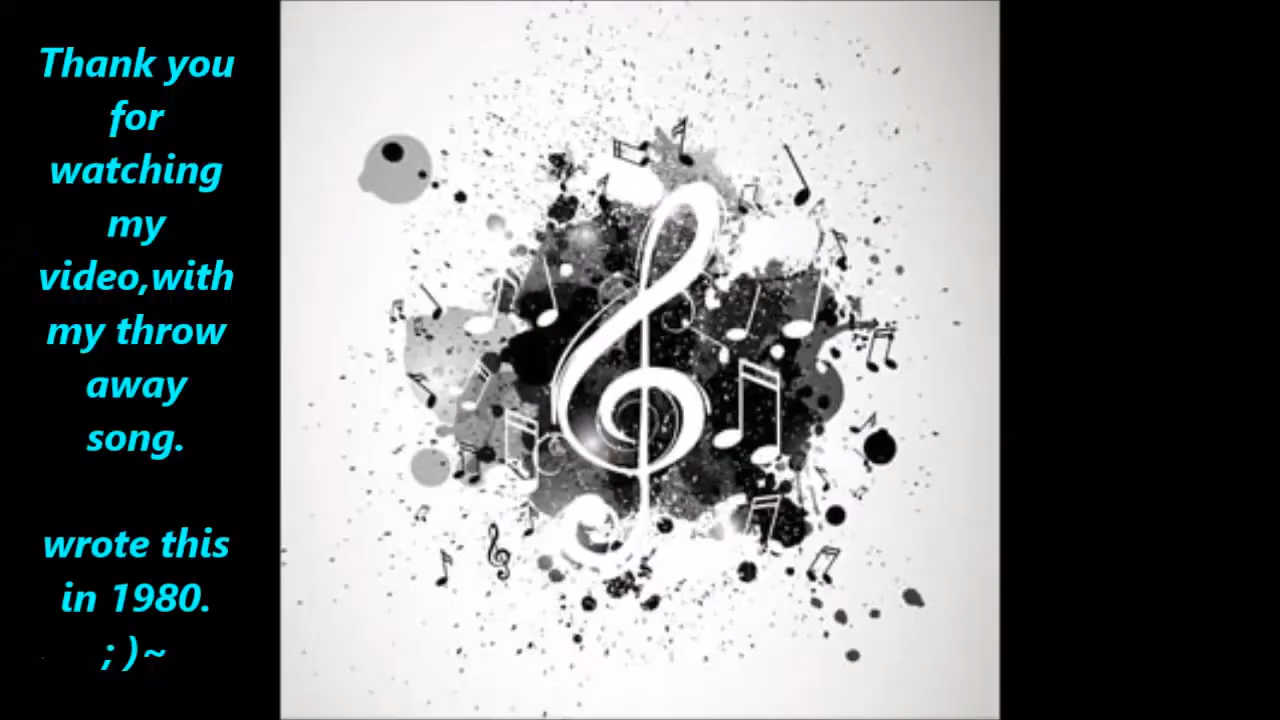 Thank you
for
watching
my
video,with
my throw
away
song.
wrote this
in 1980.
; )~